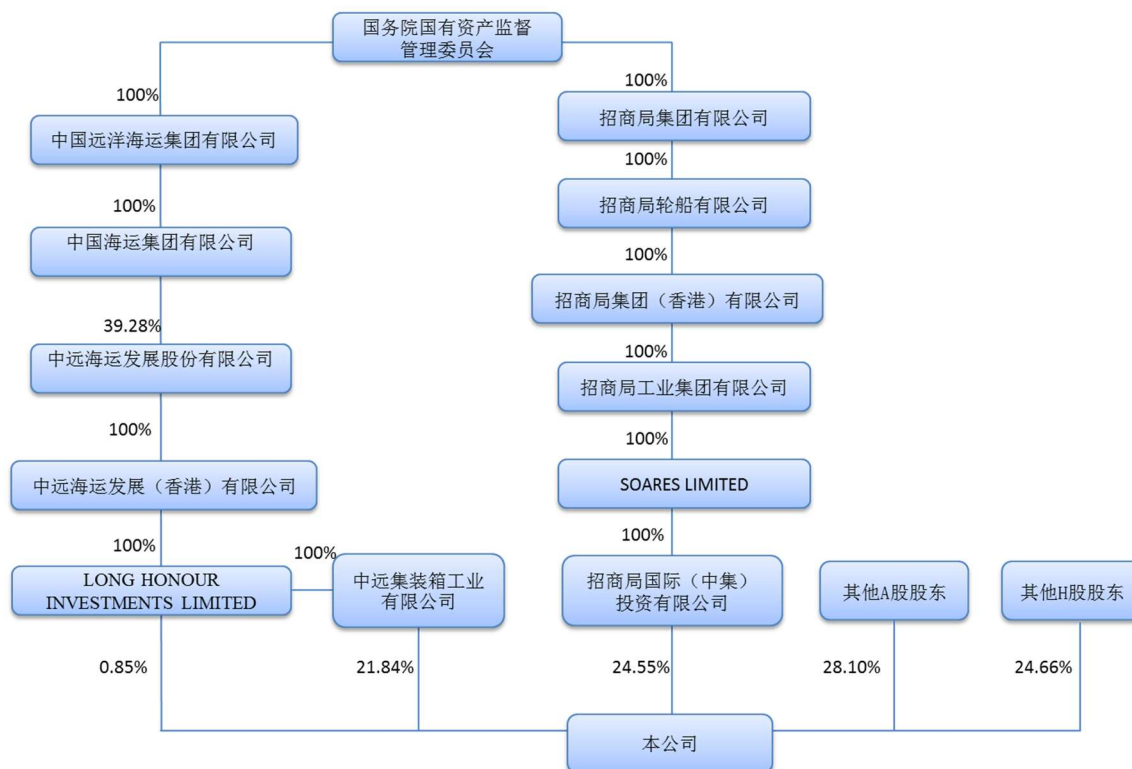 国务院国有资产监督
管理委员会
100%
100%
中国远洋海运集团有限公司
招商局集团有限公司
100%
100%
中国海运集团有限公司
招商局轮船有限公司
100%
39.28%
招商局集团（香港）有限公司
中远海运发展股份有限公司
100%
招商局工业集团有限公司
100%
100%
中远海运发展（香港）有限公司
SOARES LIMITED
100%
100%
100%
LONG HONOUR
INVESTMENTS LIMITED
中远集装箱工业
有限公司
招商局国际（中集）
投资有限公司
其他A股股东
其他H股股东
0.85%
21.84%
24.55%
28.10%
24.66%
本公司